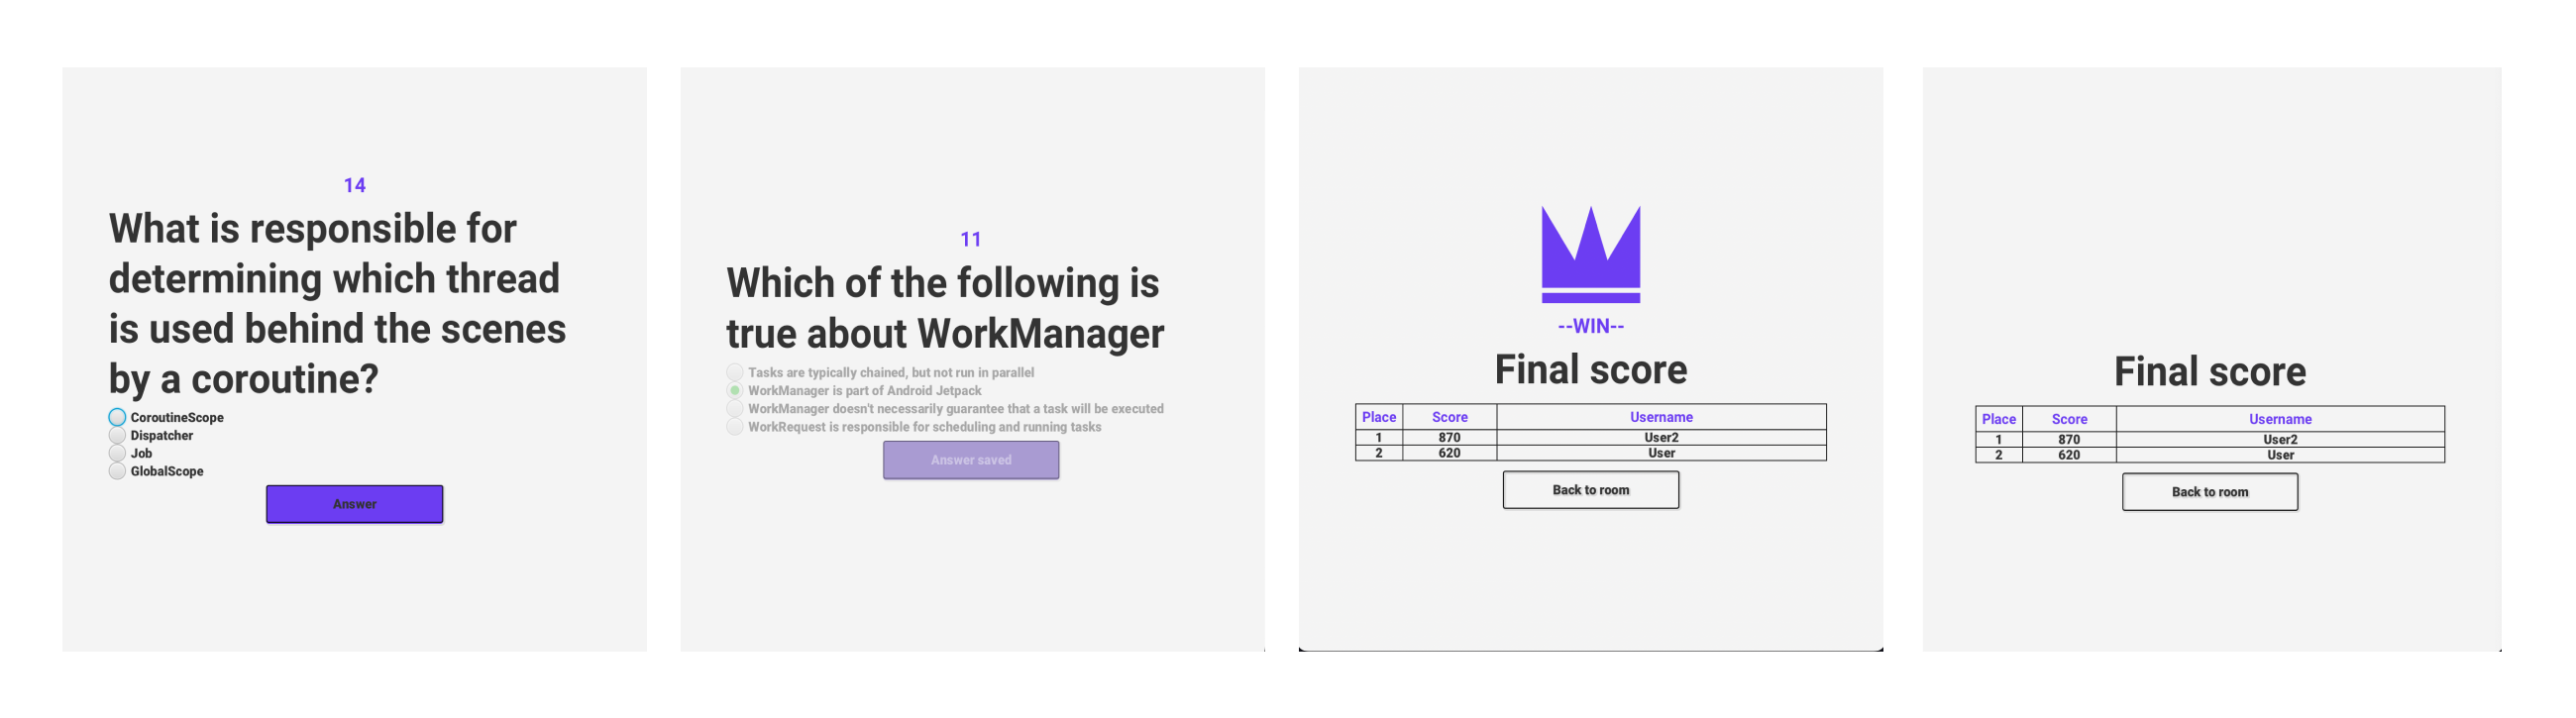 14
What is responsible for
determining which thread
is used behind the scenes
by a coroutine?
CoroutineScope
Dispatcher
Job
GlobalScope
Answer
11
Which of the following is
true about WorkManager
Tasks are typically chained, but not run in parallel
WorkManager is part of Android Jetpack
WorkManager doesn't necessarily guarantee that a task will be executed
WorkRequest is responsible for scheduling and running tasks
Answer saved
--WIN--
Final score
Place Score Username
1 870 User2
2 620 User
Back to room
Final score
Place Score Username
1 870 User2
2 620 User
Back to room